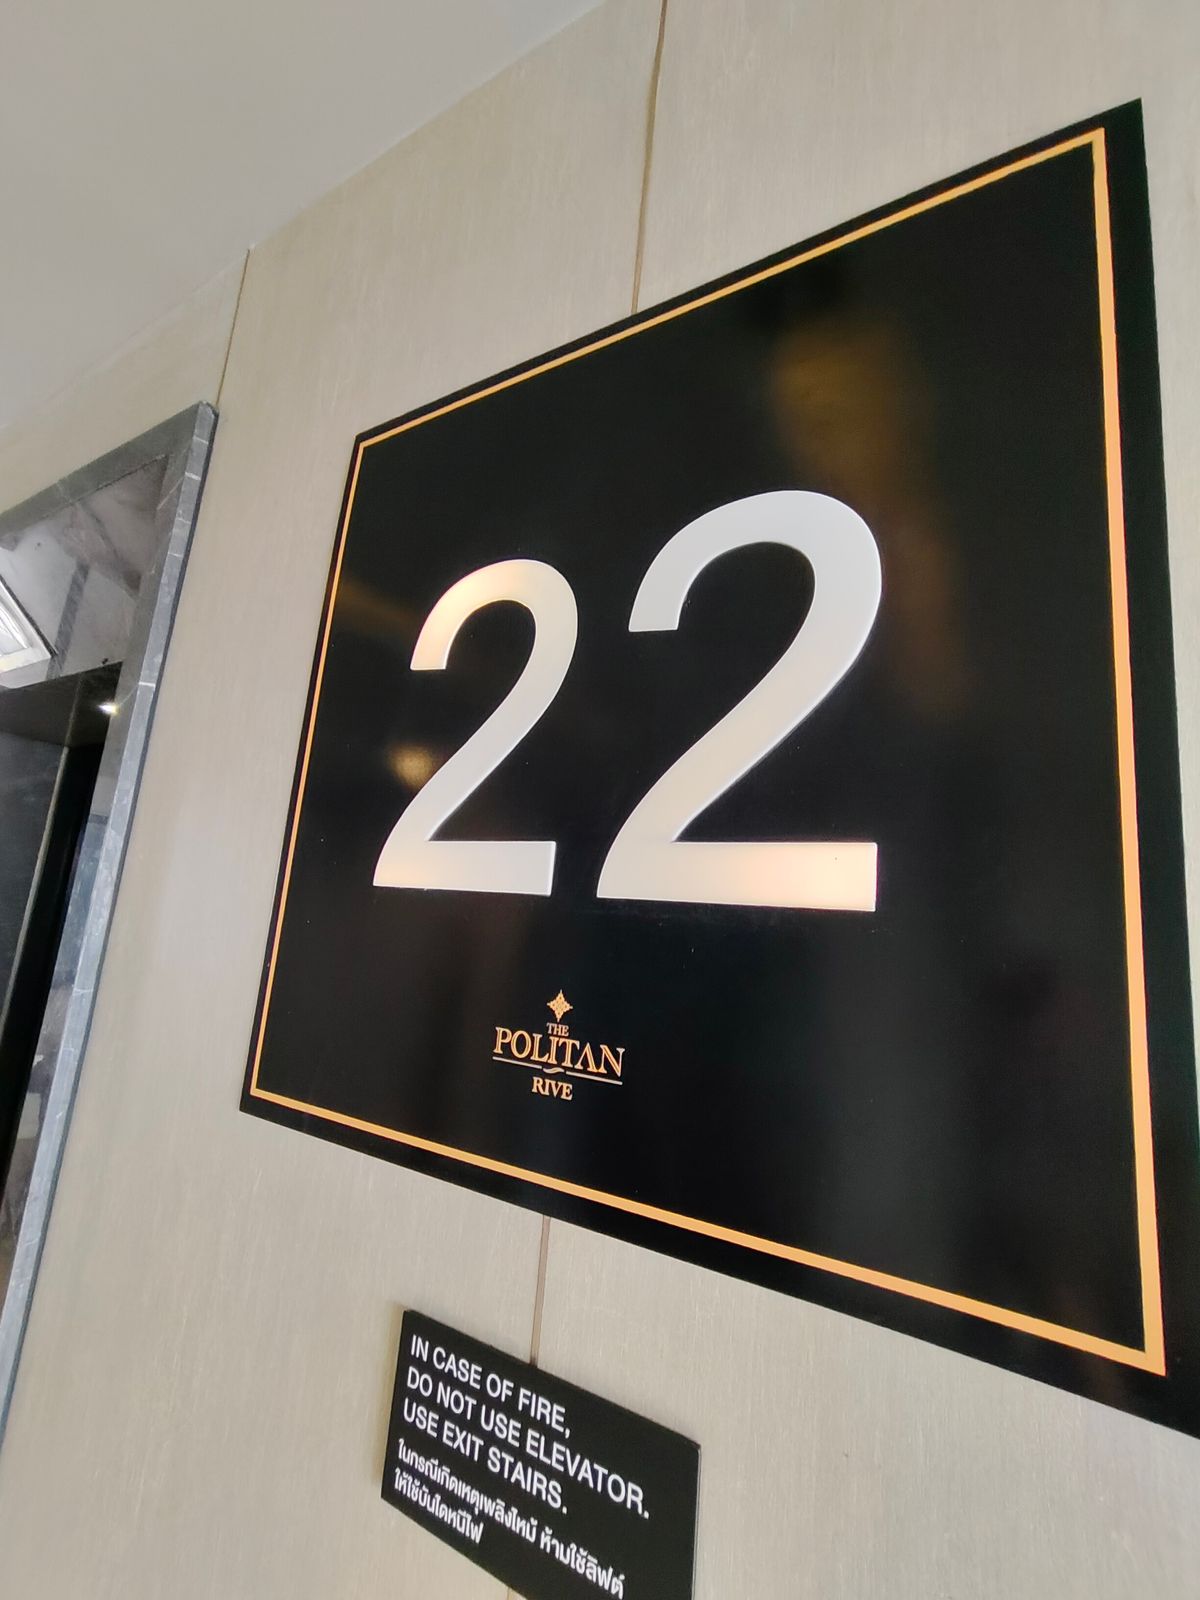 22
THE
POLITAN
RIVE
IN CASE OF FIRE,
DO NOT USE ELEVATOR.
USE EXIT STAIRS.
ในกรณีเกิดเหตุเพลิงไหม้ ห้ามใช้ลิฟต์
ให้ใช้บันไดหนีไฟ